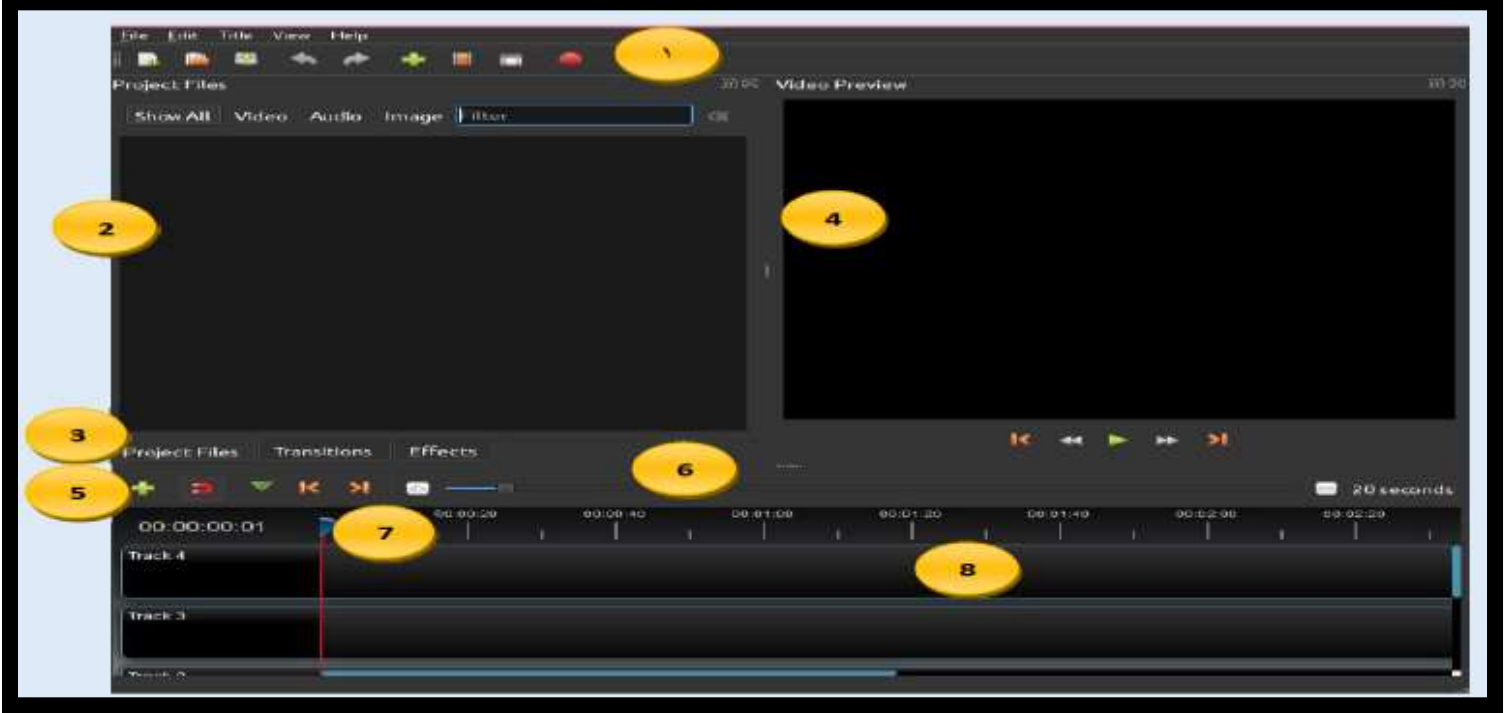 File Edit Title View Help
١
Project Files
Video Preview
Show All Video Audio Image Filter
2
4
3
Project Files Transitions Effects
6
5
20 seconds
00:00:00:01
7
00:00:20 00:00:40 00:01:00 00:01:20 00:01:40 00:02:00 00:02:20
Track 4
8
Track 3